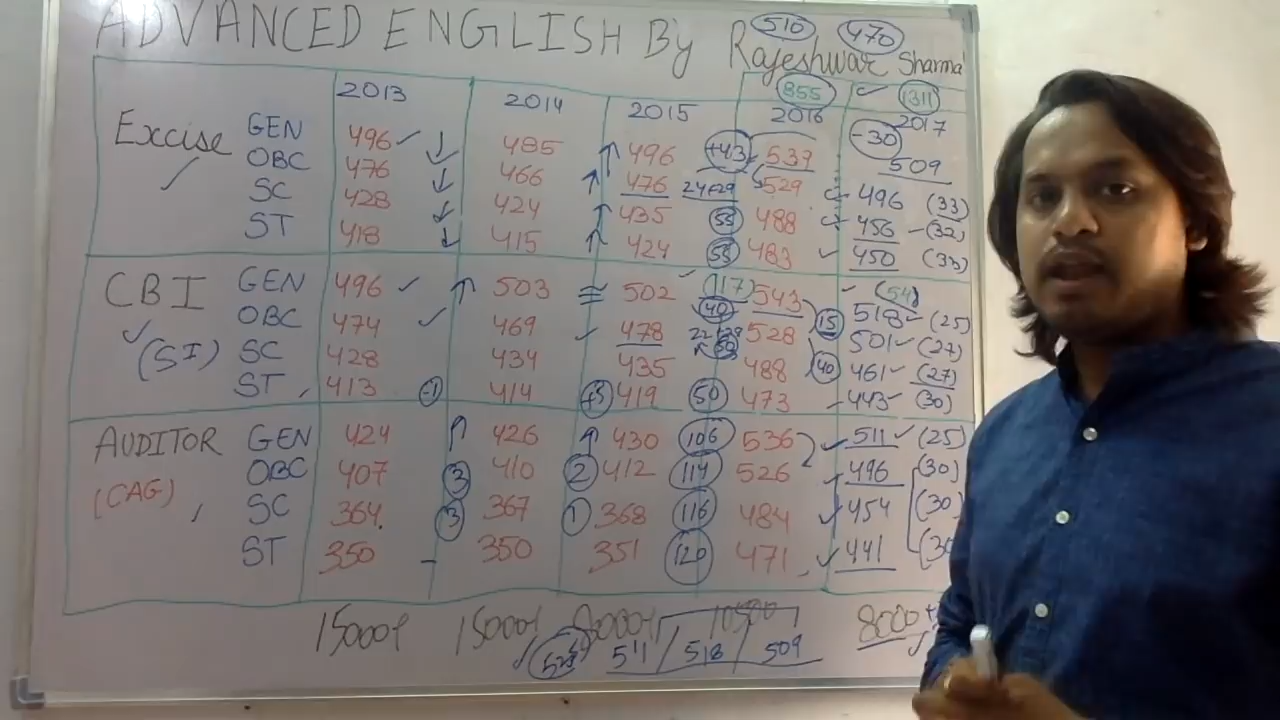 ADVANCED ENGLISH By Rajeshwar Sharma
510 470
855 1311
2013 2014 2015 2016 2017
Excise GEN 496 485 496 +43 539 -30 509
OBC 476 466 476 24+29 529 496 (33)
SC 428 424 435 488 456 (32)
ST 418 415 424 483 450 (33)
CBI GEN 496 503 502 (117) 543 (54) 518 (25)
(SI) OBC 474 469 478 40 528 15 501 (27)
SC 428 434 435 488 40 461 (27)
ST 413 -1 414 +5 419 50 473 443 (30)
AUDITOR GEN 424 426 430 106 536 511 (25)
(CAG) OBC 407 3 410 2 412 114 526 496 (30)
SC 364 3 367 1 368 116 484 454 (30)
ST 350 - 350 351 120 471 441 (30
15000+ 15000+ 10500 8000+
511 / 518 / 509